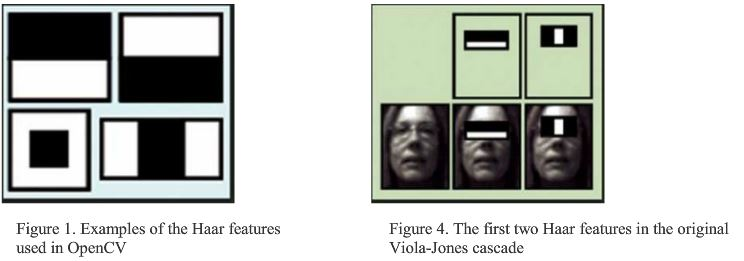 Figure 1. Examples of the Haar features
used in OpenCV
Figure 4. The first two Haar features in the original
Viola-Jones cascade